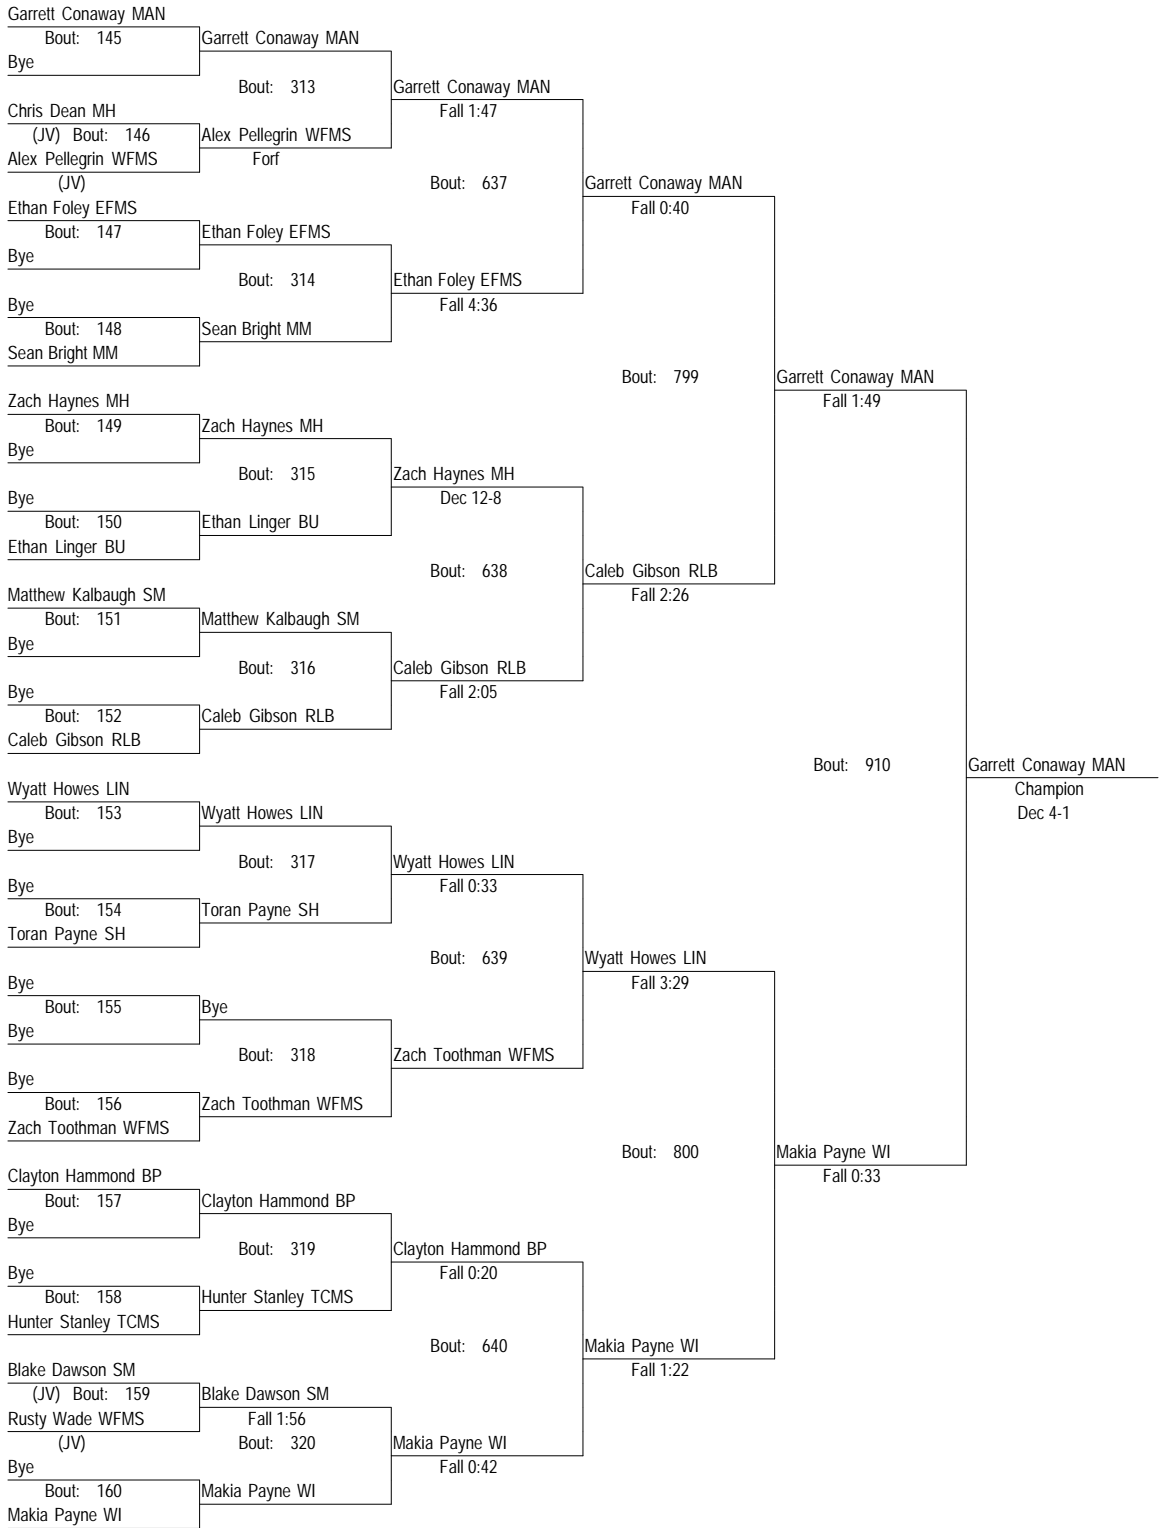 Garrett Conaway MAN
Bout: 145
Garrett Conaway MAN
Bye
Bout: 313
Garrett Conaway MAN
Chris Dean MH
Fall 1:47
(JV) Bout: 146
Alex Pellegrin WFMS
Alex Pellegrin WFMS
Forf
(JV)
Bout: 637
Garrett Conaway MAN
Ethan Foley EFMS
Fall 0:40
Bout: 147
Ethan Foley EFMS
Bye
Bout: 314
Ethan Foley EFMS
Bye
Fall 4:36
Bout: 148
Sean Bright MM
Sean Bright MM
Bout: 799
Garrett Conaway MAN
Zach Haynes MH
Fall 1:49
Bout: 149
Zach Haynes MH
Bye
Bout: 315
Zach Haynes MH
Bye
Dec 12-8
Bout: 150
Ethan Linger BU
Ethan Linger BU
Bout: 638
Caleb Gibson RLB
Matthew Kalbaugh SM
Fall 2:26
Bout: 151
Matthew Kalbaugh SM
Bye
Bout: 316
Caleb Gibson RLB
Bye
Fall 2:05
Bout: 152
Caleb Gibson RLB
Caleb Gibson RLB
Bout: 910
Garrett Conaway MAN
Wyatt Howes LIN
Champion
Bout: 153
Wyatt Howes LIN
Dec 4-1
Bye
Bout: 317
Wyatt Howes LIN
Bye
Fall 0:33
Bout: 154
Toran Payne SH
Toran Payne SH
Bout: 639
Wyatt Howes LIN
Bye
Fall 3:29
Bout: 155
Bye
Bye
Bout: 318
Zach Toothman WFMS
Bye
Bout: 156
Zach Toothman WFMS
Zach Toothman WFMS
Bout: 800
Makia Payne WI
Clayton Hammond BP
Fall 0:33
Bout: 157
Clayton Hammond BP
Bye
Bout: 319
Clayton Hammond BP
Bye
Fall 0:20
Bout: 158
Hunter Stanley TCMS
Hunter Stanley TCMS
Bout: 640
Makia Payne WI
Blake Dawson SM
Fall 1:22
(JV) Bout: 159
Blake Dawson SM
Rusty Wade WFMS
Fall 1:56
(JV)
Bout: 320
Makia Payne WI
Bye
Fall 0:42
Bout: 160
Makia Payne WI
Makia Payne WI